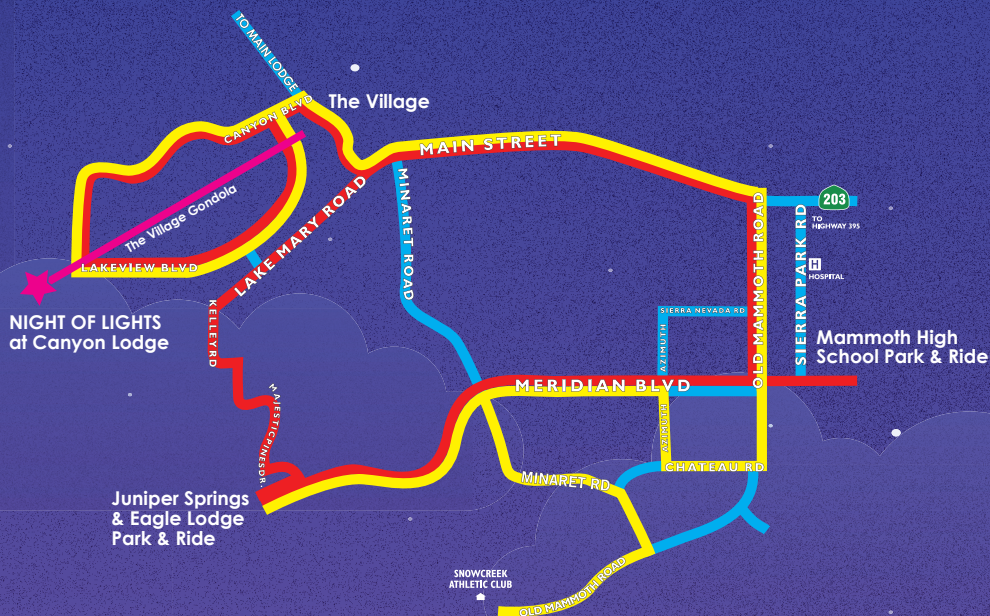 TO MAIN LODGE
The Village
CANYON BLVD
MAIN STREET
The Village Gondola
LAKE MARY ROAD
MINARET ROAD
OLD MAMMOTH ROAD
SIERRA PARK RD
203
TO
HIGHWAY 395
H
HOSPITAL
LAKEVIEW BLVD
NIGHT OF LIGHTS
at Canyon Lodge
KELLEY RD
SIERRA NEVADA RD
AZIMUTH
Mammoth High
School Park & Ride
MERIDIAN BLVD
MAJESTIC PINES DR.
AZIMUTH
CHATEAU RD
MINARET RD
Juniper Springs
& Eagle Lodge
Park & Ride
SNOWCREEK
ATHLETIC CLUB
OLD MAMMOTH ROAD